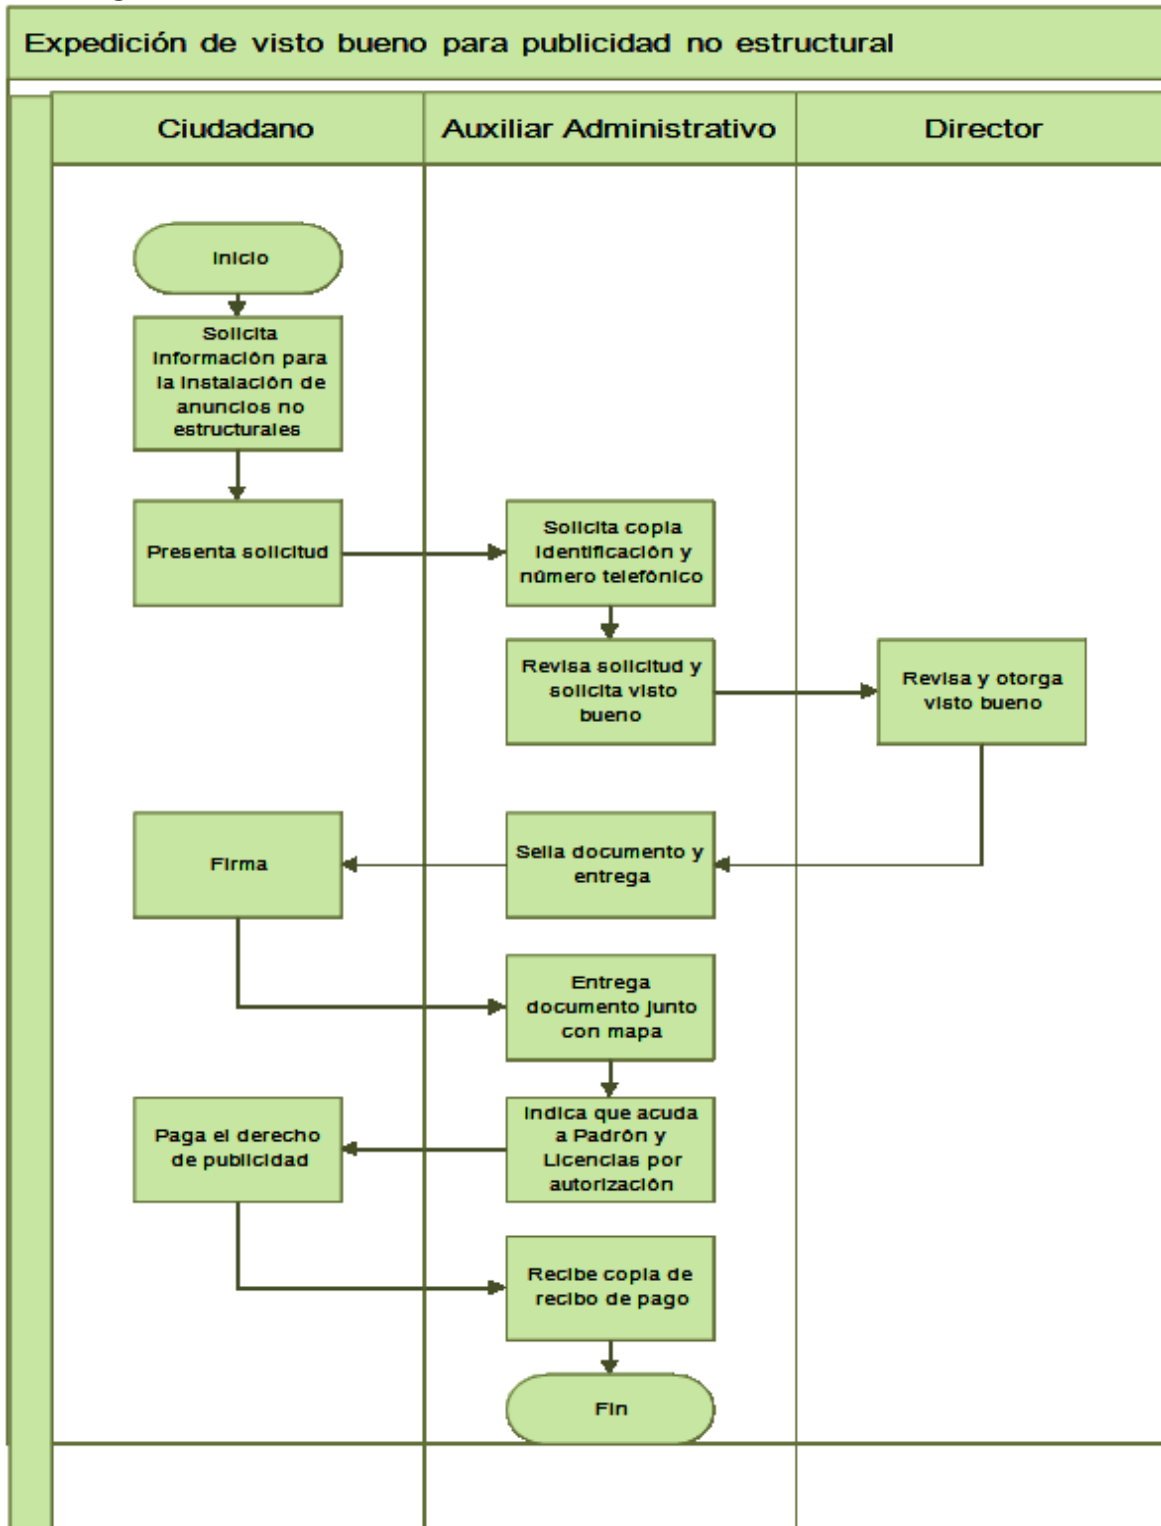 Expedición de visto bueno para publicidad no estructural
Ciudadano
Auxiliar Administrativo
Director
Inicio
Solicita
información para
la instalación de
anuncios no
estructurales
Presenta solicitud
Solicita copia
identificación y
número telefónico
Revisa solicitud y
solicita visto
bueno
Revisa y otorga
visto bueno
Sella documento y
entrega
Firma
Entrega
documento junto
con mapa
Indica que acuda
a Padrón y
Licencias por
autorización
Paga el derecho
de publicidad
Recibe copia de
recibo de pago
Fin